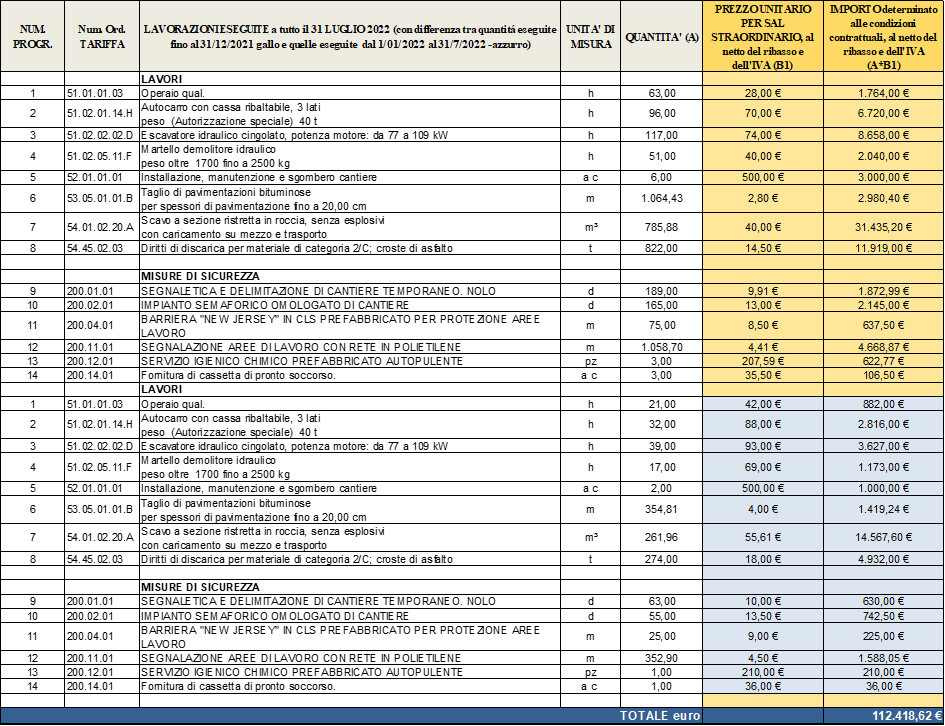 NUM. PROGR. Num. Ord. TARIFFA LAVORAZIONI ESEGUITE a tutto il 31 LUGLIO 2022 (con differenza tra quantità eseguite fino al 31/12/2021 gallo e quelle eseguite dal 1/01/2022 al 31/7/2022 -azzurro) UNITA' DI MISURA QUANTITA' (A) PREZZO UNITARIO PER SAL STRAORDINARIO, al netto del ribasso e dell'IVA (B1) IMPORTO determinato alle condizioni contrattuali, al netto del ribasso e dell'IVA (A*B1)
LAVORI
1 51.01.01.03 Operaio qual. h 63,00 28,00 € 1.764,00 €
2 51.02.01.14.H Autocarro con cassa ribaltabile, 3 lati
peso (Autorizzazione speciale) 40 t h 96,00 70,00 € 6.720,00 €
3 51.02.02.02.D Escavatore idraulico cingolato, potenza motore: da 77 a 109 kW h 117,00 74,00 € 8.658,00 €
4 51.02.05.11.F Martello demolitore idraulico
peso oltre 1700 fino a 2500 kg h 51,00 40,00 € 2.040,00 €
5 52.01.01.01 Installazione, manutenzione e sgombero cantiere a c 6,00 500,00 € 3.000,00 €
6 53.05.01.01.B Taglio di pavimentazioni bituminose
per spessori di pavimentazione fino a 20,00 cm m 1.064,43 2,80 € 2.980,40 €
7 54.01.02.20.A Scavo a sezione ristretta in roccia, senza esplosivi
con caricamento su mezzo e trasporto m³ 785,88 40,00 € 31.435,20 €
8 54.45.02.03 Diritti di discarica per materiale di categoria 2/C; croste di asfalto t 822,00 14,50 € 11.919,00 €
MISURE DI SICUREZZA
9 200.01.01 SEGNALETICA E DELIMITAZIONE DI CANTIERE TEMPORANEO. NOLO d 189,00 9,91 € 1.872,99 €
10 200.02.01 IMPIANTO SEMAFORICO OMOLOGATO DI CANTIERE d 165,00 13,00 € 2.145,00 €
11 200.04.01 BARRIERA "NEW JERSEY" IN CLS PREFABBRICATO PER PROTEZIONE AREE
LAVORO m 75,00 8,50 € 637,50 €
12 200.11.01 SEGNALAZIONE AREE DI LAVORO CON RETE IN POLIETILENE m 1.058,70 4,41 € 4.668,87 €
13 200.12.01 SERVIZIO IGIENICO CHIMICO PREFABBRICATO AUTOPULENTE pz 3,00 207,59 € 622,77 €
14 200.14.01 Fornitura di cassetta di pronto soccorso. a c 3,00 35,50 € 106,50 €
LAVORI
1 51.01.01.03 Operaio qual. h 21,00 42,00 € 882,00 €
2 51.02.01.14.H Autocarro con cassa ribaltabile, 3 lati
peso (Autorizzazione speciale) 40 t h 32,00 88,00 € 2.816,00 €
3 51.02.02.02.D Escavatore idraulico cingolato, potenza motore: da 77 a 109 kW h 39,00 93,00 € 3.627,00 €
4 51.02.05.11.F Martello demolitore idraulico
peso oltre 1700 fino a 2500 kg h 17,00 69,00 € 1.173,00 €
5 52.01.01.01 Installazione, manutenzione e sgombero cantiere a c 2,00 500,00 € 1.000,00 €
6 53.05.01.01.B Taglio di pavimentazioni bituminose
per spessori di pavimentazione fino a 20,00 cm m 354,81 4,00 € 1.419,24 €
7 54.01.02.20.A Scavo a sezione ristretta in roccia, senza esplosivi
con caricamento su mezzo e trasporto m³ 261,96 55,61 € 14.567,60 €
8 54.45.02.03 Diritti di discarica per materiale di categoria 2/C; croste di asfalto t 274,00 18,00 € 4.932,00 €
MISURE DI SICUREZZA
9 200.01.01 SEGNALETICA E DELIMITAZIONE DI CANTIERE TEMPORANEO. NOLO d 63,00 10,00 € 630,00 €
10 200.02.01 IMPIANTO SEMAFORICO OMOLOGATO DI CANTIERE d 55,00 13,50 € 742,50 €
11 200.04.01 BARRIERA "NEW JERSEY" IN CLS PREFABBRICATO PER PROTEZIONE AREE
LAVORO m 25,00 9,00 € 225,00 €
12 200.11.01 SEGNALAZIONE AREE DI LAVORO CON RETE IN POLIETILENE m 352,90 4,50 € 1.588,05 €
13 200.12.01 SERVIZIO IGIENICO CHIMICO PREFABBRICATO AUTOPULENTE pz 1,00 210,00 € 210,00 €
14 200.14.01 Fornitura di cassetta di pronto soccorso. a c 1,00 36,00 € 36,00 €
TOTALE euro 112.418,62 €